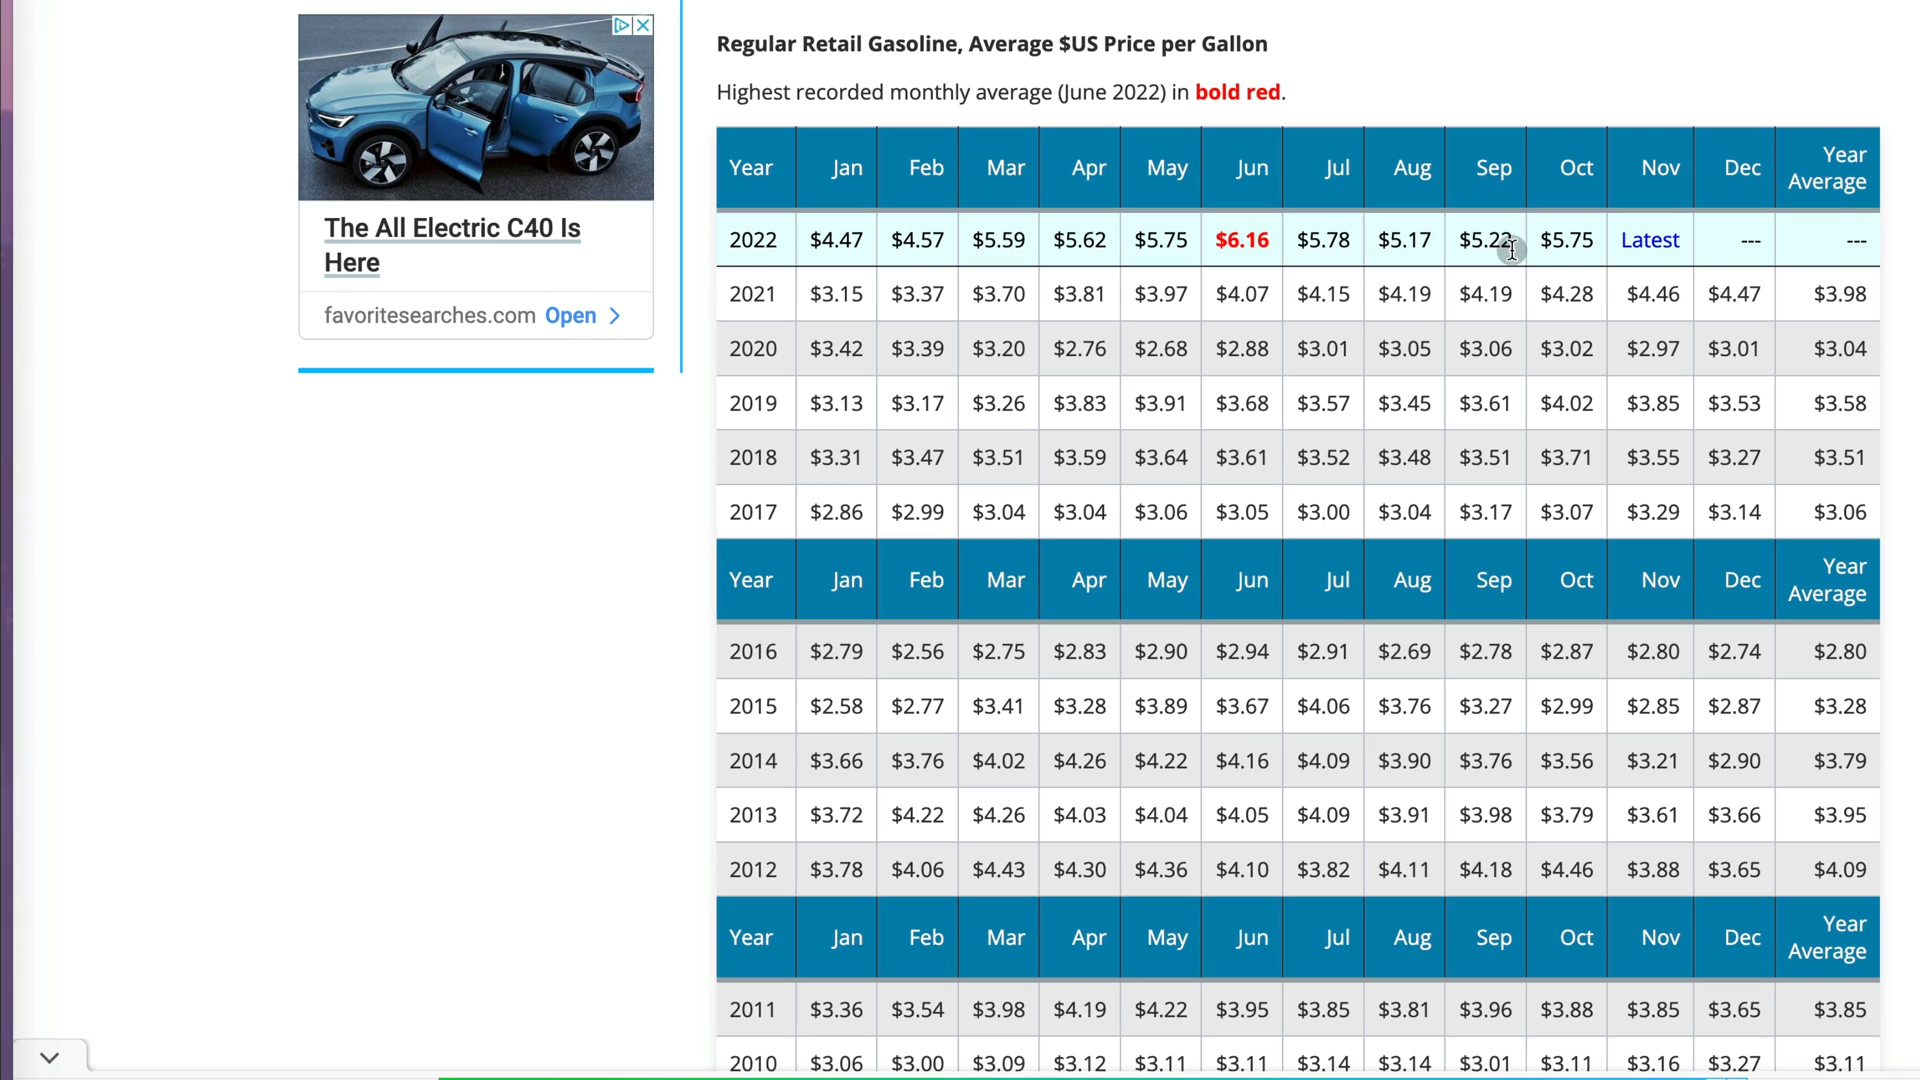 The All Electric C40 Is
Here
favoritesearches.com Open
Regular Retail Gasoline, Average $US Price per Gallon
Highest recorded monthly average (June 2022) in bold red.
Year Jan Feb Mar Apr May Jun Jul Aug Sep Oct Nov Dec Year Average
2022 $4.47 $4.57 $5.59 $5.62 $5.75 $6.16 $5.78 $5.17 $5.22 $5.75 Latest --- ---
2021 $3.15 $3.37 $3.70 $3.81 $3.97 $4.07 $4.15 $4.19 $4.19 $4.28 $4.46 $4.47 $3.98
2020 $3.42 $3.39 $3.20 $2.76 $2.68 $2.88 $3.01 $3.05 $3.06 $3.02 $2.97 $3.01 $3.04
2019 $3.13 $3.17 $3.26 $3.83 $3.91 $3.68 $3.57 $3.45 $3.61 $4.02 $3.85 $3.53 $3.58
2018 $3.31 $3.47 $3.51 $3.59 $3.64 $3.61 $3.52 $3.48 $3.51 $3.71 $3.55 $3.27 $3.51
2017 $2.86 $2.99 $3.04 $3.04 $3.06 $3.05 $3.00 $3.04 $3.17 $3.07 $3.29 $3.14 $3.06
Year Jan Feb Mar Apr May Jun Jul Aug Sep Oct Nov Dec Year Average
2016 $2.79 $2.56 $2.75 $2.83 $2.90 $2.94 $2.91 $2.69 $2.78 $2.87 $2.80 $2.74 $2.80
2015 $2.58 $2.77 $3.41 $3.28 $3.89 $3.67 $4.06 $3.76 $3.27 $2.99 $2.85 $2.87 $3.28
2014 $3.66 $3.76 $4.02 $4.26 $4.22 $4.16 $4.09 $3.90 $3.76 $3.56 $3.21 $2.90 $3.79
2013 $3.72 $4.22 $4.26 $4.03 $4.04 $4.05 $4.09 $3.91 $3.98 $3.79 $3.61 $3.66 $3.95
2012 $3.78 $4.06 $4.43 $4.30 $4.36 $4.10 $3.82 $4.11 $4.18 $4.46 $3.88 $3.65 $4.09
Year Jan Feb Mar Apr May Jun Jul Aug Sep Oct Nov Dec Year Average
2011 $3.36 $3.54 $3.98 $4.19 $4.22 $3.95 $3.85 $3.81 $3.96 $3.88 $3.85 $3.65 $3.85
2010 $3.06 $3.00 $3.09 $3.12 $3.11 $3.11 $3.14 $3.14 $3.01 $3.11 $3.16 $3.27 $3.11